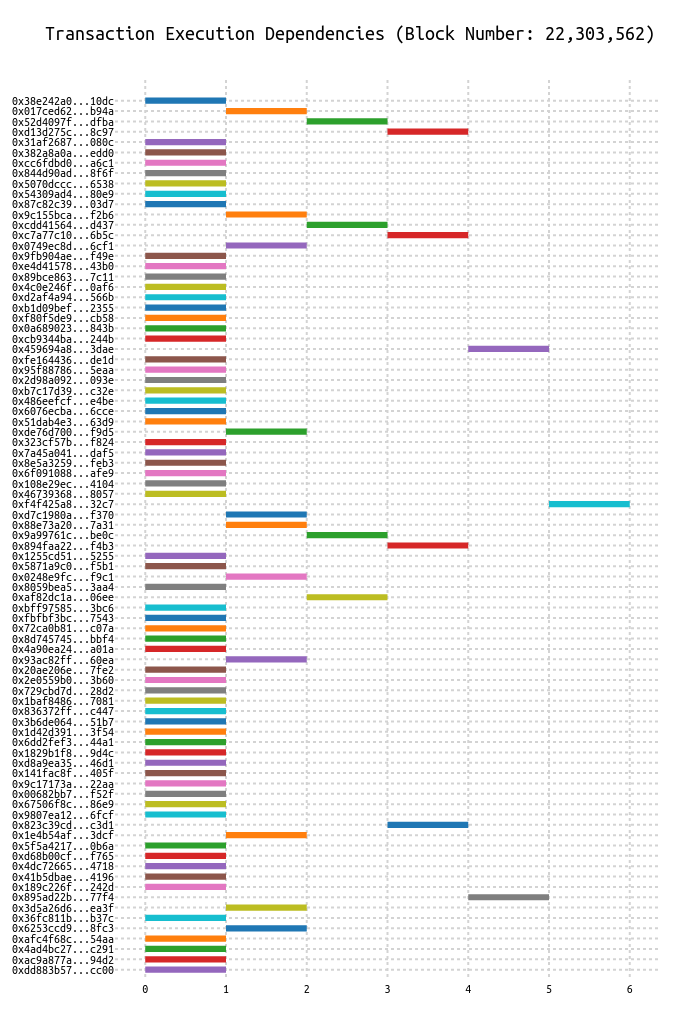 Transaction Execution Dependencies (Block Number: 22,303,562)
0x38e242a0...10dc
0x017ced62...b94a
0x52d4097f...dfba
0xd13d275c...8c97
0x31af2687...080c
0x382a8a0a...edd0
0xcc6fdbd0...a6c1
0x844d90ad...8f6f
0x5070dccc...6538
0x54309ad4...80e9
0x87c82c39...03d7
0x9c155bca...f2b6
0xcdd41564...d437
0xc7a77c10...6b5c
0x0749ec8d...6cf1
0x9fb904ae...f49e
0xe4d41578...43b0
0x89bce863...7c11
0x4c0e246f...0af6
0xd2af4a94...566b
0xb1d09bef...2355
0xf80f5de9...cb58
0x0a689023...843b
0xcb9344ba...244b
0x459694a8...3dae
0xfe164436...de1d
0x95f88786...5eaa
0x2d98a092...093e
0xb7c17d39...c32e
0x486eefcf...e4be
0x6076ecba...6cce
0x51dab4e3...63d9
0xde76d700...f9d5
0x323cf57b...f824
0x7a45a041...daf5
0x8e5a3259...feb3
0x6f091088...afe9
0x108e29ec...4104
0x46739368...8057
0xf4f425a8...32c7
0xd7c1980a...f370
0x88e73a20...7a31
0x9a99761c...be0c
0x894faa22...f4b3
0x1255cd51...5255
0x5871a9c0...f5b1
0x0248e9fc...f9c1
0x8059bea5...3aa4
0xaf82dc1a...06ee
0xbff97585...3bc6
0xfbfbf3bc...7543
0x72ca0b81...c07a
0x8d745745...bbf4
0x4a90ea24...a01a
0x93ac82ff...60ea
0x20ae206e...7fe2
0x2e0559b0...3b60
0x729cbd7d...28d2
0x1baf8486...7081
0x836372ff...c447
0x3b6de064...51b7
0x1d42d391...3f54
0x6dd2fef3...44a1
0x1829b1f8...9d4c
0xd8a9ea35...46d1
0x141fac8f...405f
0x9c17173a...22aa
0x00682bb7...f52f
0x67506f8c...86e9
0x9807ea12...6fcf
0x823c39cd...c3d1
0x1e4b54af...3dcf
0x5f5a4217...0b6a
0xd68b00cf...f765
0x4dc72665...4718
0x41b5dbae...4196
0x189c226f...242d
0x895ad22b...77f4
0x3d5a26d6...ea3f
0x36fc811b...b37c
0x6253ccd9...8fc3
0xafc4f68c...54aa
0x4ad4bc27...c291
0xac9a877a...94d2
0xdd883b57...cc00
0 1 2 3 4 5 6